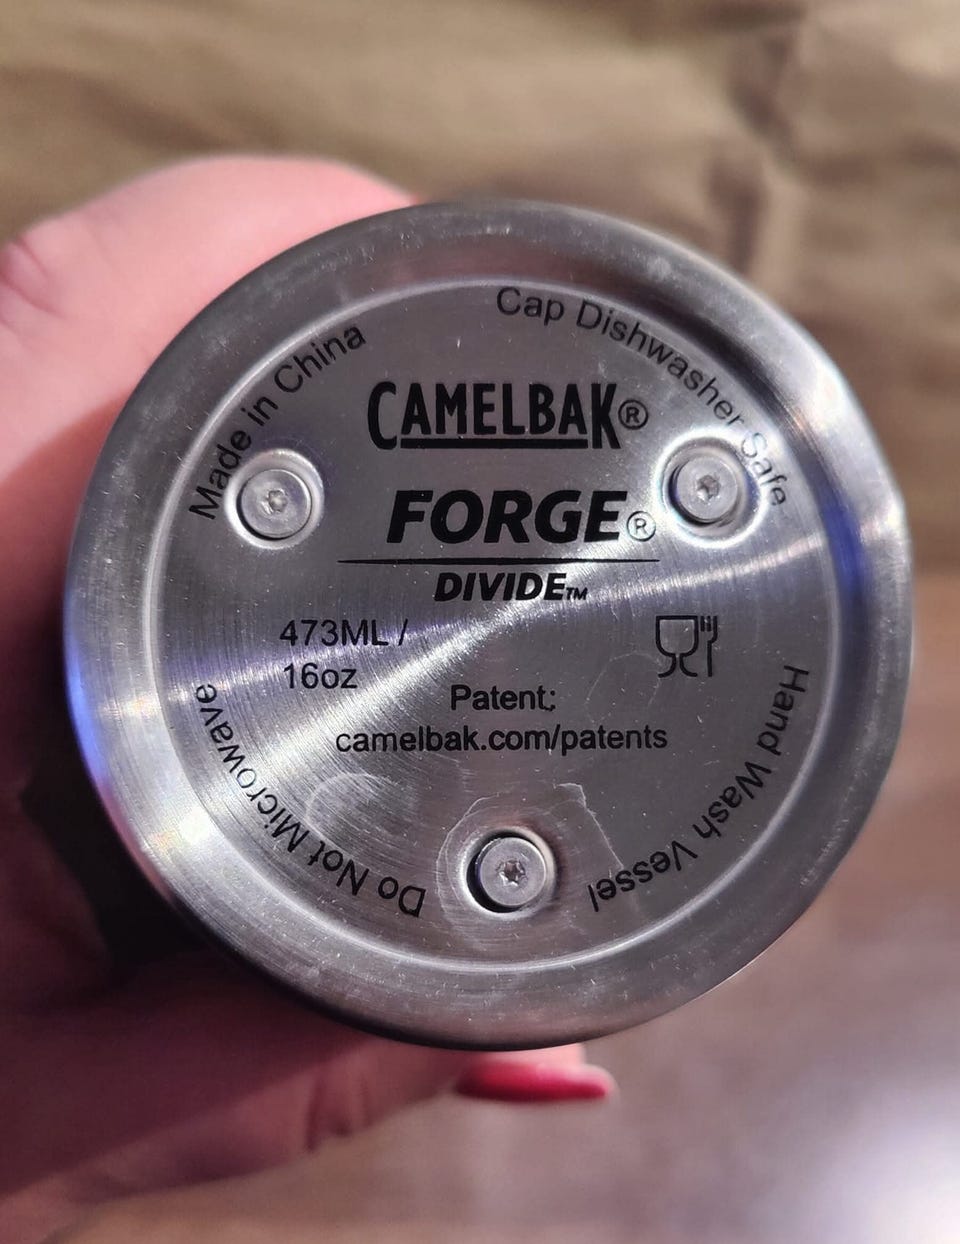 Made in China
Cap Dishwasher Safe
CAMELBAK®
FORGE®
DIVIDE™
473ML /
16oz
Patent:
camelbak.com/patents
Do Not Microwave
Hand Wash Vessel